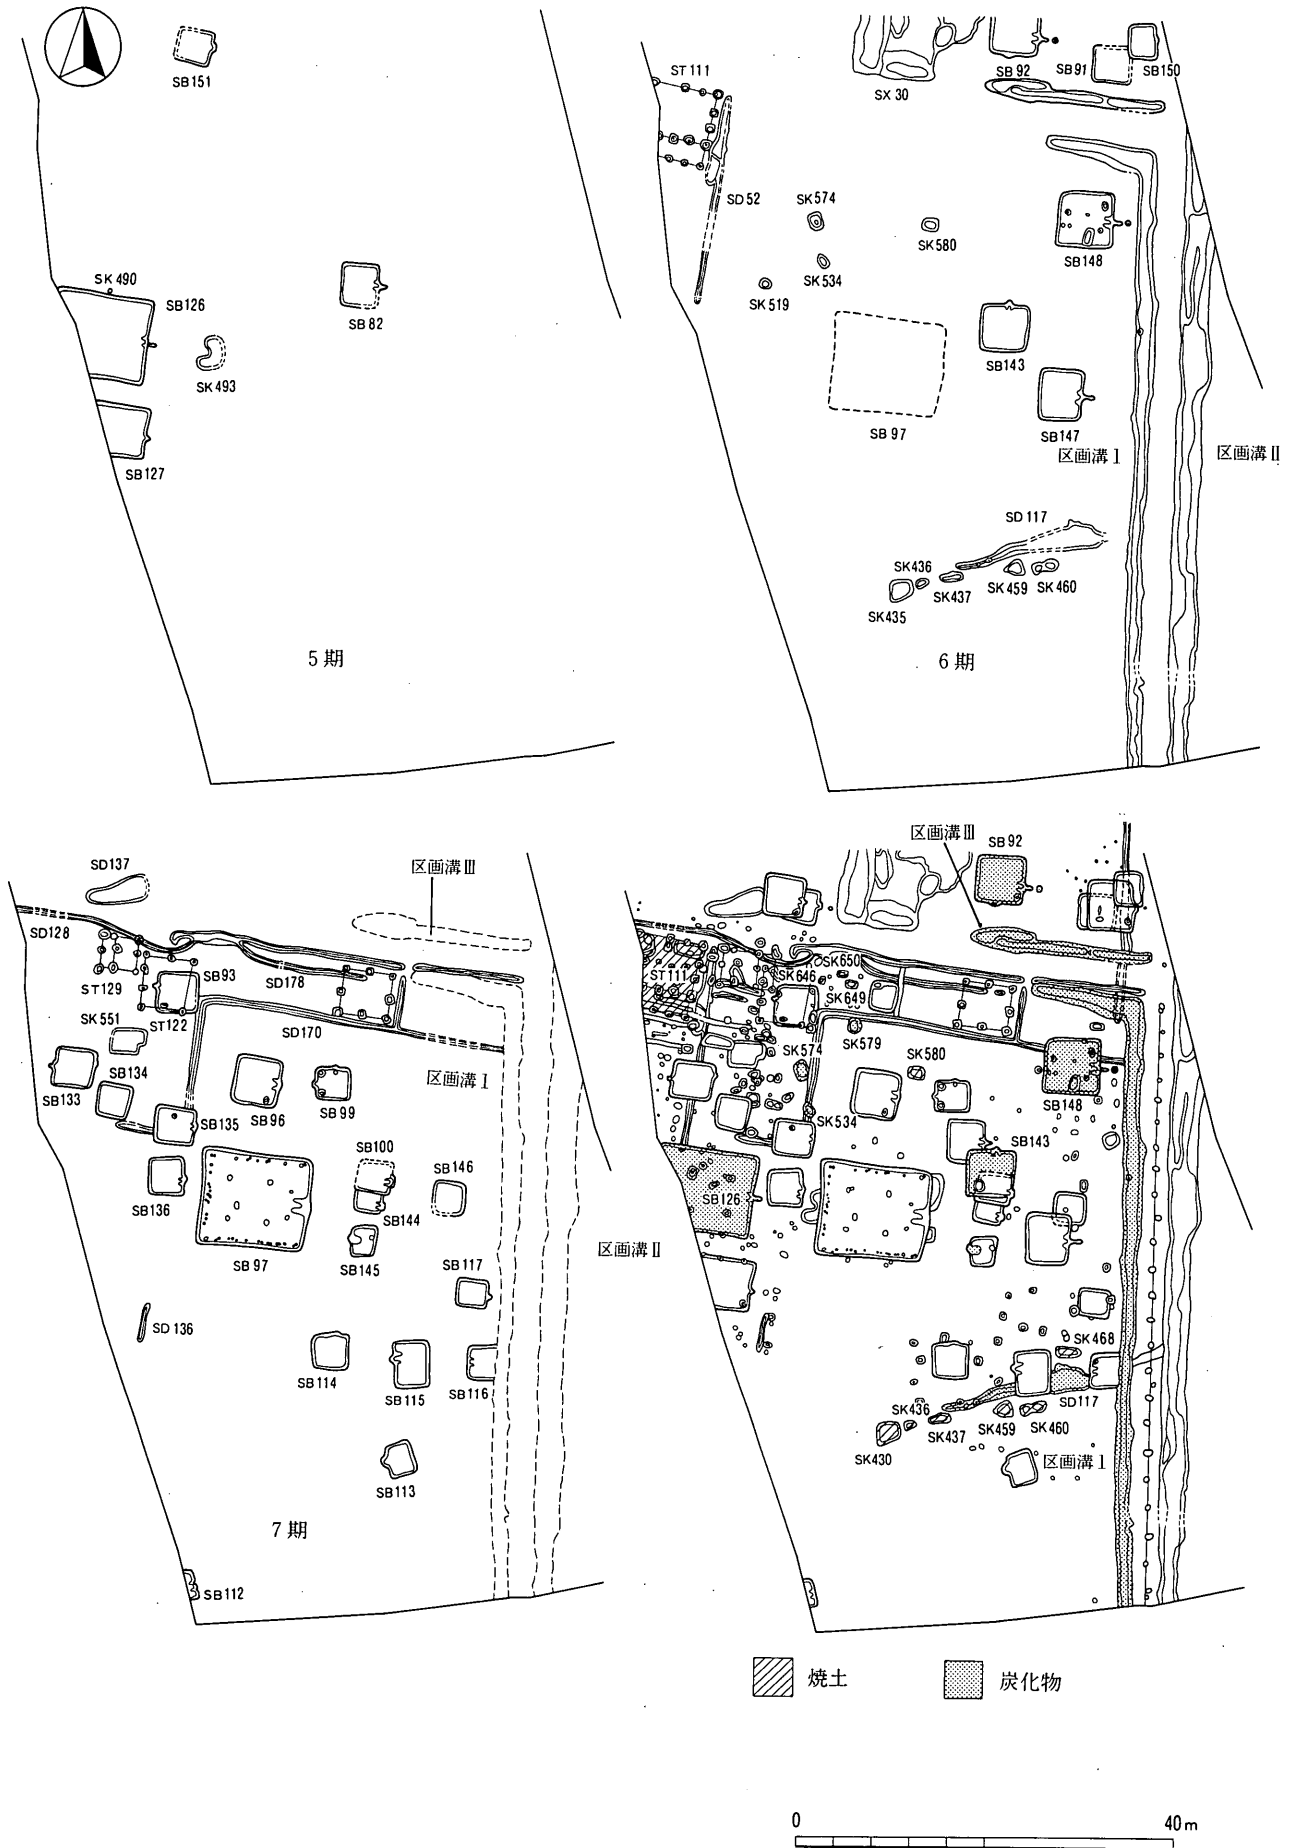 SB151
SK490
SB126
SB82
SK493
SB127
5期
ST111
SX30
SB92
SB91
SB150
SD52
SK574
SK580
SB148
SK534
SK519
SB143
SB97
SB147
区画溝Ⅰ
区画溝Ⅱ
SD117
SK436
SK437
SK459
SK460
SK435
6期
SD137
区画溝Ⅲ
SD128
SB93
ST129
SD178
SK551
ST122
SD170
SB134
区画溝Ⅰ
SB133
SB135
SB96
SB99
SB100
SB146
SB136
SB144
SB97
SB145
区画溝Ⅱ
SB117
SD136
SB114
SB115
SB116
SB113
7期
SB112
区画溝Ⅲ
SB92
ST111
SK646
SK650
SK649
SK574
SK579
SK580
SB148
SK534
SB143
SB126
SK468
SD117
SK436
SK437
SK459
SK460
SK430
区画溝Ⅰ
焼土
炭化物
0
40m